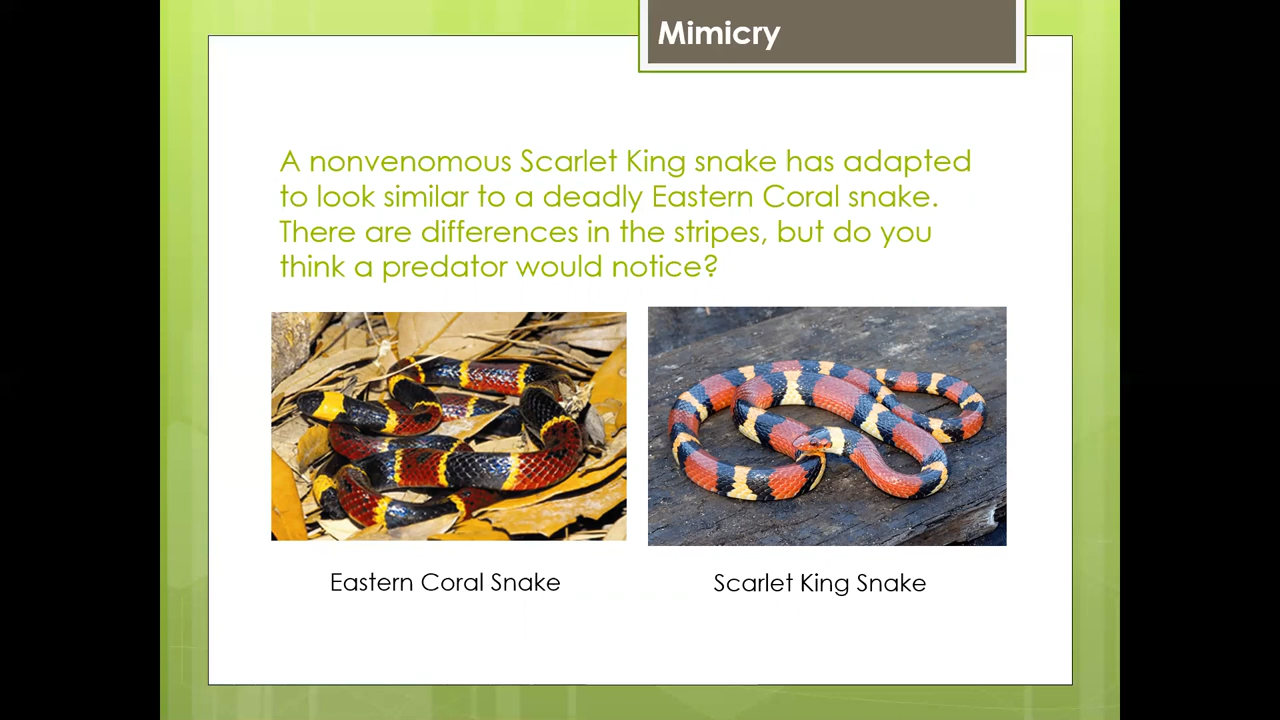 Mimicry
A nonvenomous Scarlet King snake has adapted
to look similar to a deadly Eastern Coral snake.
There are differences in the stripes, but do you
think a predator would notice?
Eastern Coral Snake
Scarlet King Snake